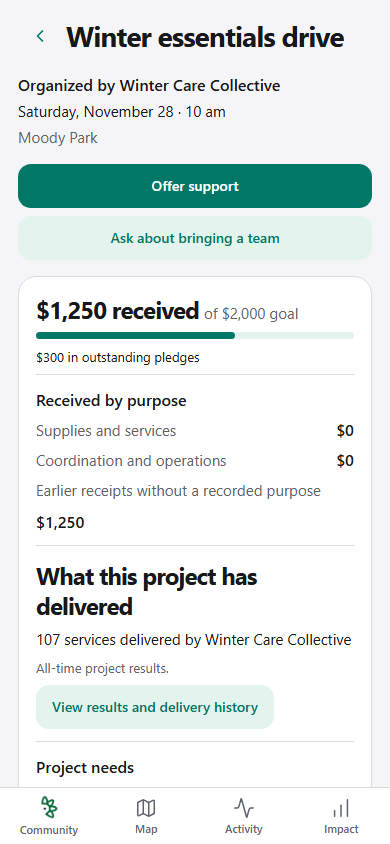 Winter essentials drive
Organized by Winter Care Collective
Saturday, November 28 · 10 am
Moody Park
Offer support
Ask about bringing a team
$1,250 received of $2,000 goal
$300 in outstanding pledges
Received by purpose
Supplies and services $0
Coordination and operations $0
Earlier receipts without a recorded purpose
$1,250
What this project has
delivered
107 services delivered by Winter Care Collective
All-time project results.
View results and delivery history
Project needs
Community Map Activity Impact